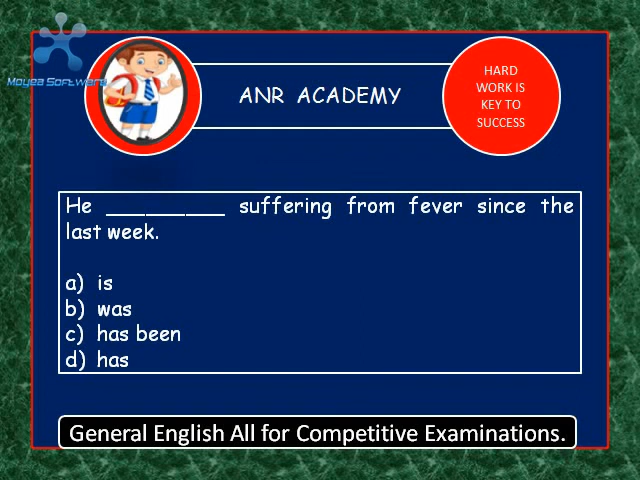 Moyea Software
ANR ACADEMY
HARD
WORK IS
KEY TO
SUCCESS
He _________ suffering from fever since the
last week.
a) is
b) was
c) has been
d) has
General English All for Competitive Examinations.